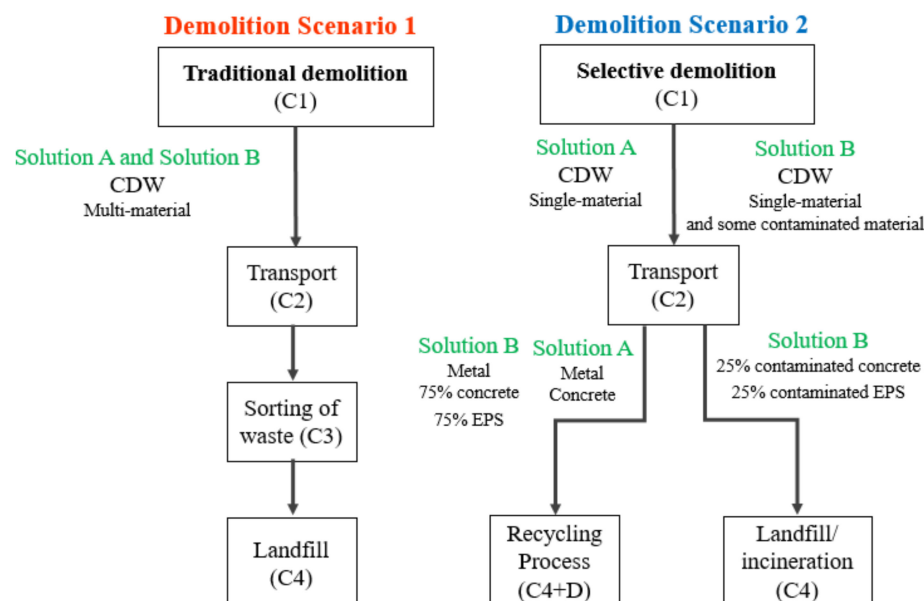 Demolition Scenario 1
Traditional demolition
(C1)
Solution A and Solution B
CDW
Multi-material
Transport
(C2)
Sorting of
waste (C3)
Landfill
(C4)
Demolition Scenario 2
Selective demolition
(C1)
Solution A
CDW
Single-material
Solution B
CDW
Single-material
and some contaminated material
Transport
(C2)
Solution B
Metal
75% concrete
75% EPS
Solution A
Metal
Concrete
Solution B
25% contaminated concrete
25% contaminated EPS
Recycling
Process
(C4+D)
Landfill/
incineration
(C4)